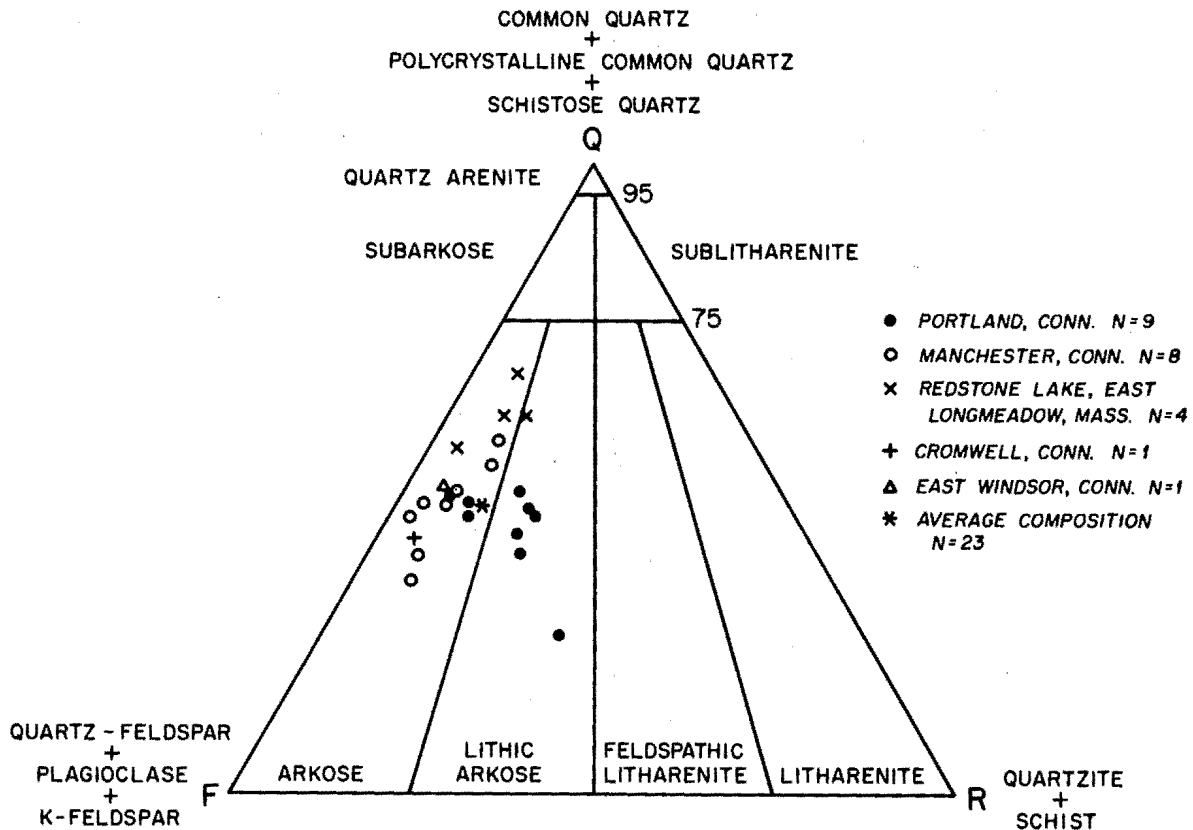 COMMON QUARTZ
+
POLYCRYSTALLINE COMMON QUARTZ
+
SCHISTOSE QUARTZ
Q
QUARTZ ARENITE
95
SUBARKOSE
SUBLITHARENITE
75
● PORTLAND, CONN. N=9
○ MANCHESTER, CONN. N=8
× REDSTONE LAKE, EAST
LONGMEADOW, MASS. N=4
+ CROMWELL, CONN. N=1
△ EAST WINDSOR, CONN. N=1
* AVERAGE COMPOSITION
N=23
QUARTZ-FELDSPAR
+
PLAGIOCLASE
+
K-FELDSPAR
F
ARKOSE
LITHIC
ARKOSE
FELDSPATHIC
LITHARENITE
LITHARENITE
R
QUARTZITE
+
SCHIST